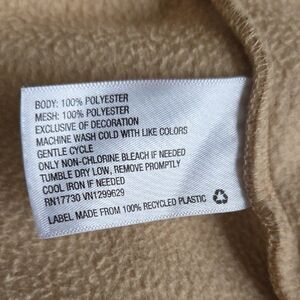 BODY: 100% POLYESTER
MESH: 100% POLYESTER
EXCLUSIVE OF DECORATION
MACHINE WASH COLD WITH LIKE COLORS
GENTLE CYCLE
ONLY NON-CHLORINE BLEACH IF NEEDED
TUMBLE DRY LOW, REMOVE PROMPTLY
COOL IRON IF NEEDED
RN17730 VN1299629
LABEL MADE FROM 100% RECYCLED PLASTIC